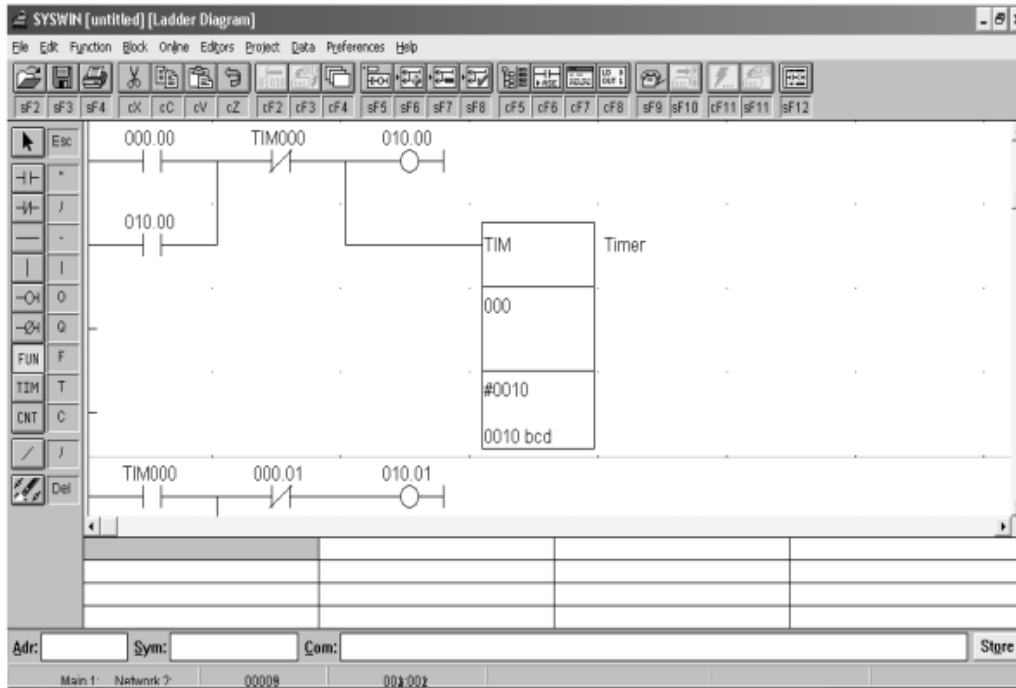 SYSWIN [untitled] [Ladder Diagram]
File Edit Function Block Online Editors Project Data Preferences Help
sF2 sF3 sF4 cX cC cV cZ cF2 cF3 cF4 sF5 sF6 sF7 sF8 cF5 cF6 cF7 cF8 sF9 sF10 cF11 sF11 sF12
Esc
"
/
-
|
O
Q
FUN F
TIM T
CNT C
/
Del
000.00 TIM000 010.00
010.00
TIM Timer
000
#0010
0010 bcd
TIM000 000.01 010.01
Adr: Sym: Com: Store
Main 1: Network 2: 00009